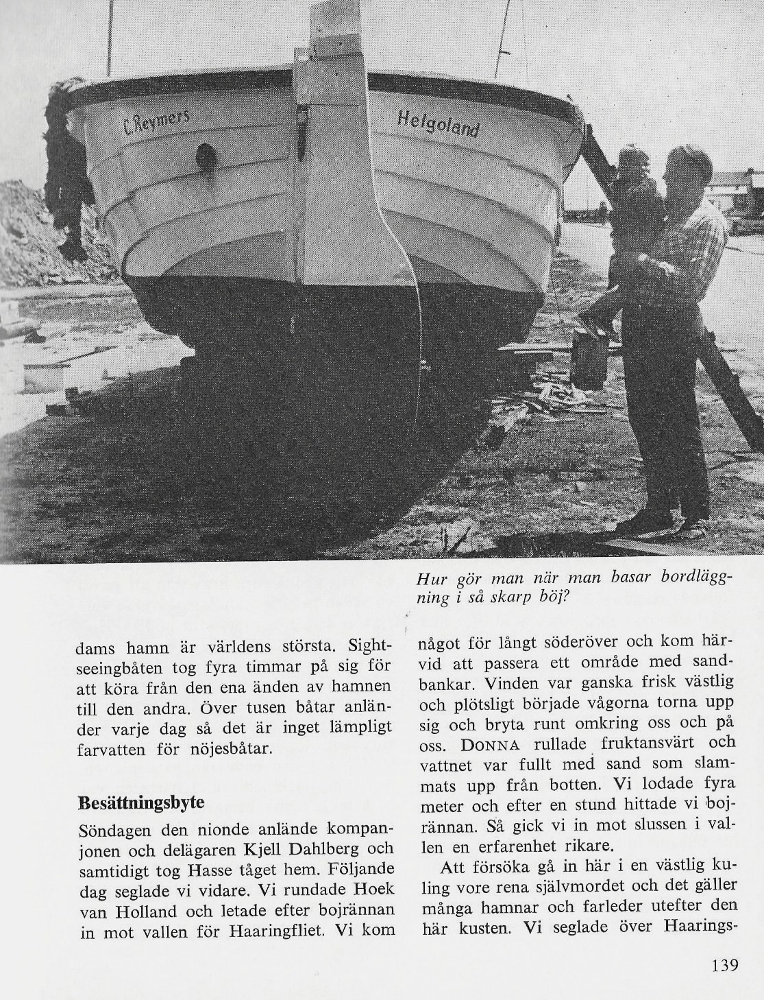 C. Reymers
Helgoland
Hur gör man när man basar bordlägg-
ning i så skarp böj?
dams hamn är världens största. Sight-
seeingbåten tog fyra timmar på sig för
att köra från den ena änden av hamnen
till den andra. Över tusen båtar anlän-
der varje dag så det är inget lämpligt
farvatten för nöjesbåtar.
Besättningsbyte
Söndagen den nionde anlände kompan-
jonen och delägaren Kjell Dahlberg och
samtidigt tog Hasse tåget hem. Följande
dag seglade vi vidare. Vi rundade Hoek
van Holland och letade efter bojrännan
in mot vallen för Haaringfliet. Vi kom
något för långt söderöver och kom här-
vid att passera ett område med sand-
bankar. Vinden var ganska frisk västlig
och plötsligt började vågorna torna upp
sig och bryta runt omkring oss och på
oss. DONNA rullade fruktansvärt och
vattnet var fullt med sand som slam-
mats upp från botten. Vi lodade fyra
meter och efter en stund hittade vi boj-
rännan. Så gick vi in mot slussen i val-
len en erfarenhet rikare.
Att försöka gå in här i en västlig ku-
ling vore rena självmordet och det gäller
många hamnar och farleder utefter den
här kusten. Vi seglade över Haarings-
139